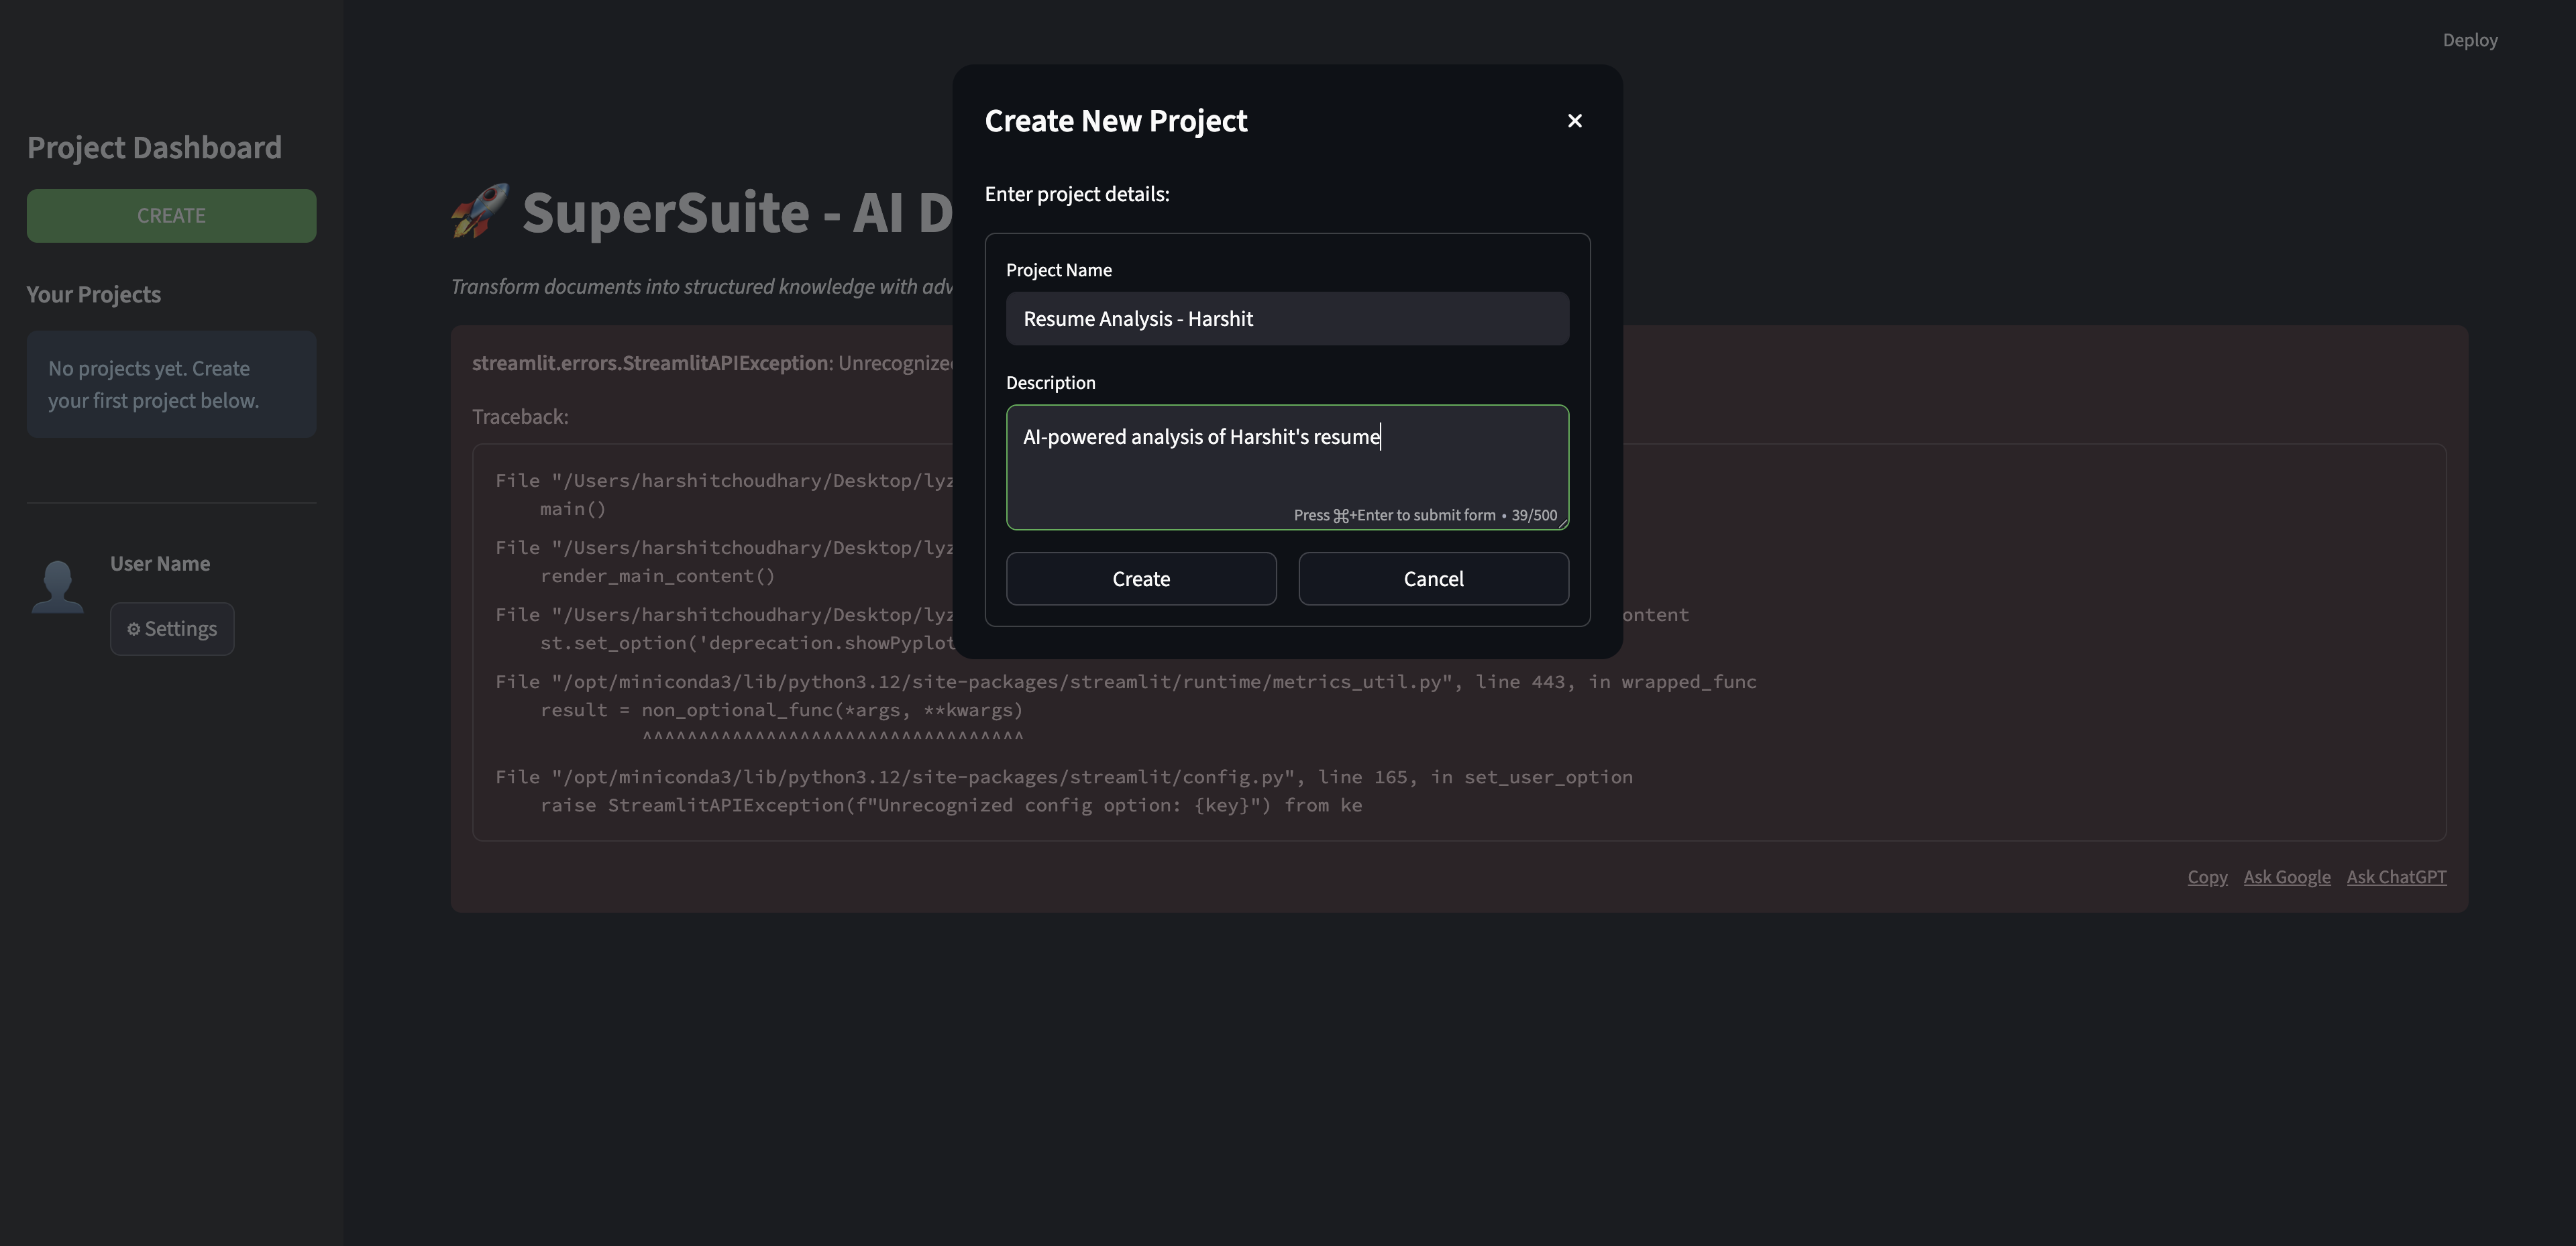 Deploy
Project Dashboard
CREATE
Your Projects
No projects yet. Create
your first project below.
User Name
⚙ Settings
🚀 SuperSuite - AI D
Transform documents into structured knowledge with adv
streamlit.errors.StreamlitAPIException: Unrecognized
Traceback:
File "/Users/harshitchoudhary/Desktop/lyz
main()
File "/Users/harshitchoudhary/Desktop/lyz
render_main_content()
File "/Users/harshitchoudhary/Desktop/lyz ontent
st.set_option('deprecation.showPyplot
File "/opt/miniconda3/lib/python3.12/site-packages/streamlit/runtime/metrics_util.py", line 443, in wrapped_func
result = non_optional_func(*args, **kwargs)
^^^^^^^^^^^^^^^^^^^^^^^^^^^^^^^^^^
File "/opt/miniconda3/lib/python3.12/site-packages/streamlit/config.py", line 165, in set_user_option
raise StreamlitAPIException(f"Unrecognized config option: {key}") from ke
Copy Ask Google Ask ChatGPT
Create New Project
Enter project details:
Project Name
Resume Analysis - Harshit
Description
AI-powered analysis of Harshit's resume
Press ⌘+Enter to submit form • 39/500
Create Cancel